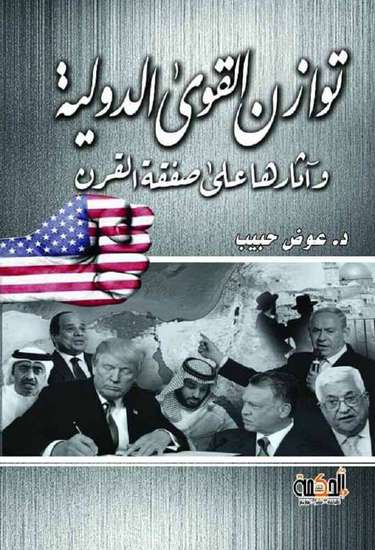 توازن القوى الدولية
وآثارها على صفقة القرن
د. عوض حبيب
الحكمة